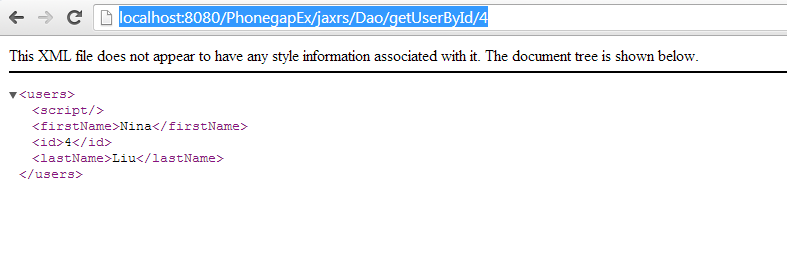 localhost:8080/PhonegapEx/jaxrs/Dao/getUserById/4
This XML file does not appear to have any style information associated with it. The document tree is shown below.
▼<users>
<script/>
<firstName>Nina</firstName>
<id>4</id>
<lastName>Liu</lastName>
</users>